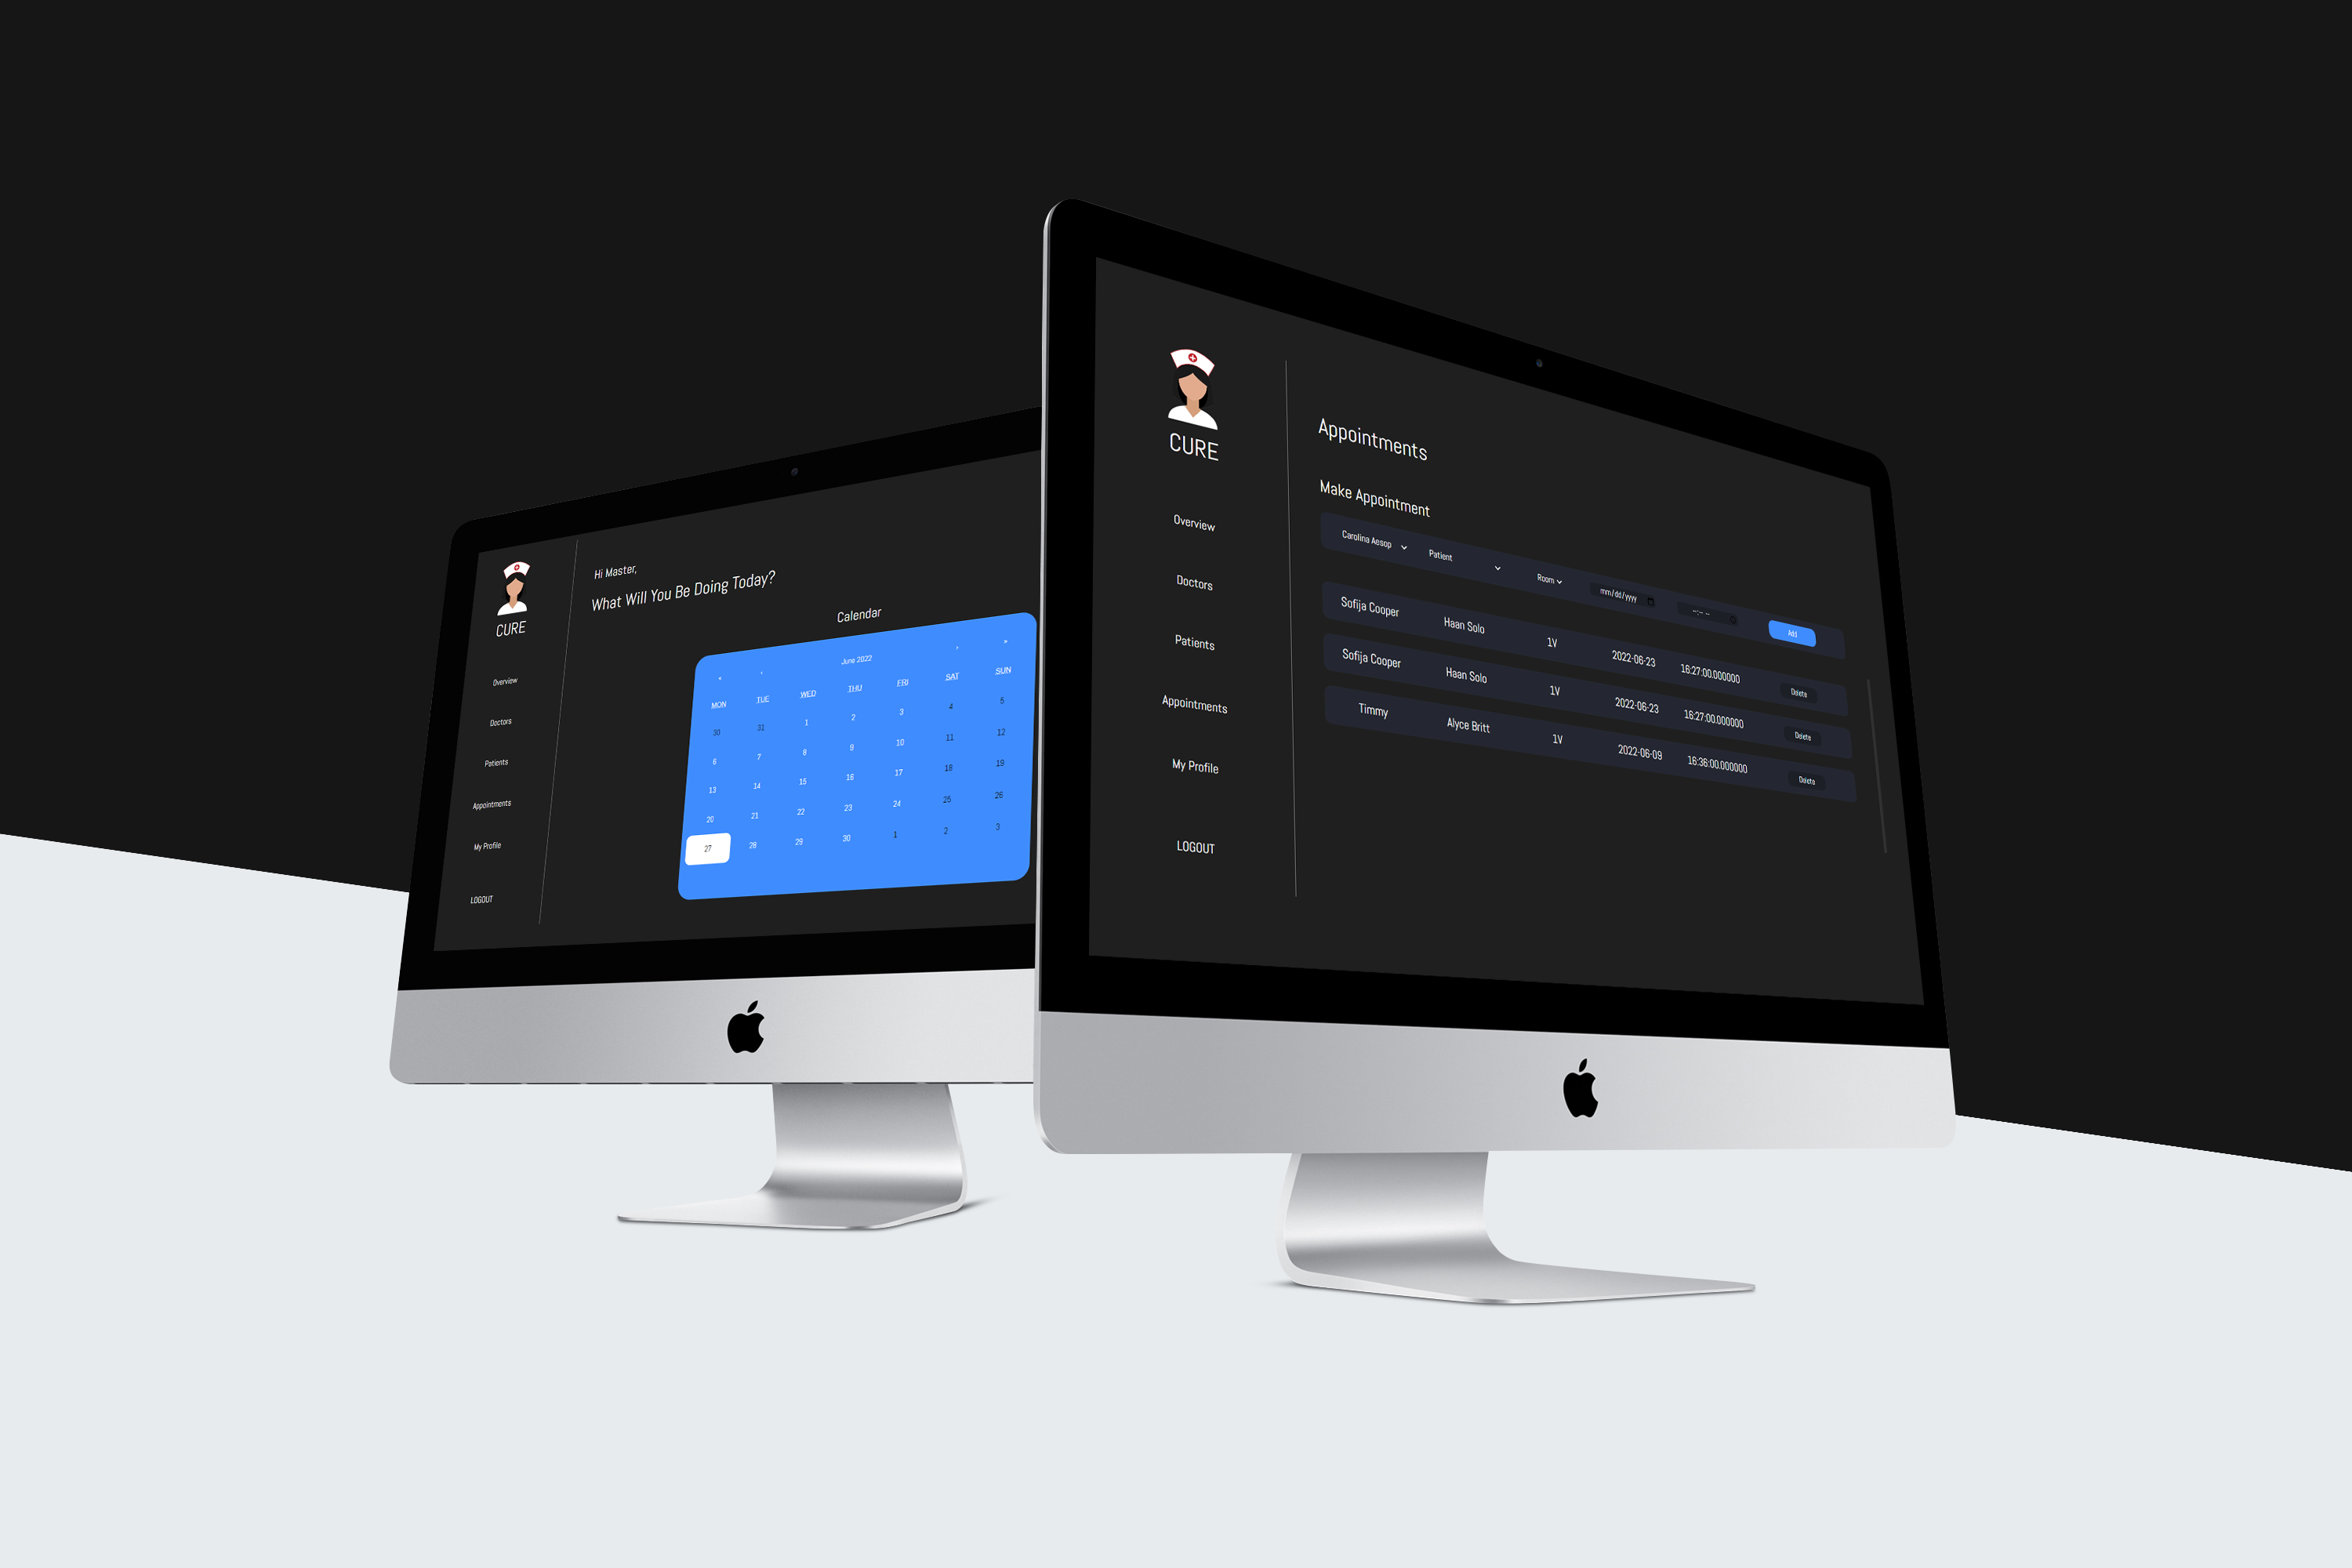 CURE
Overview
Doctors
Patients
Appointments
My Profile
LOGOUT
Hi Master,
What Will You Be Doing Today?
Calendar
« ‹ June 2022 › »
MON TUE WED THU FRI SAT SUN
30 31 1 2 3 4 5
6 7 8 9 10 11 12
13 14 15 16 17 18 19
20 21 22 23 24 25 26
27 28 29 30 1 2 3
CURE
Overview
Doctors
Patients
Appointments
My Profile
LOGOUT
Appointments
Make Appointment
Carolina Aesop Patient Room mm/dd/yyyy --:-- -- Add
Sofija Cooper Haan Solo 1V 2022-06-23 16:27:00.000000 Delete
Sofija Cooper Haan Solo 1V 2022-06-23 16:27:00.000000 Delete
Timmy Alyce Britt 1V 2022-06-09 16:36:00.000000 Delete